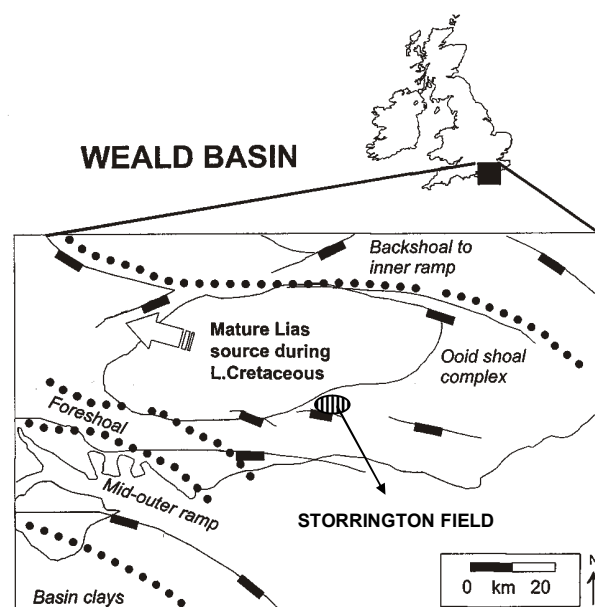 WEALD BASIN
Backshoal to
inner ramp
Mature Lias
source during
L.Cretaceous
Ooid shoal
complex
Foreshoal
Mid-outer ramp
STORRINGTON FIELD
Basin clays
0 km 20
N